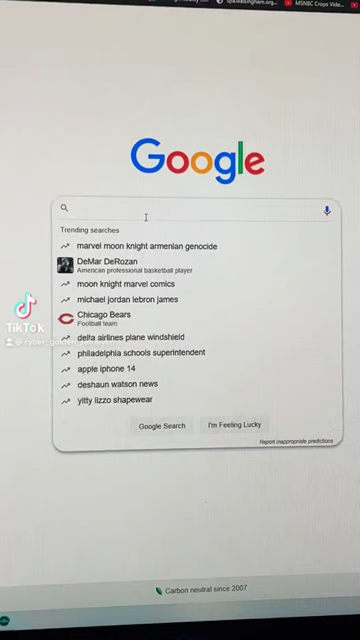 MSNBC Crops Vide...
Google
Trending searches
marvel moon knight armenian genocide
DeMar DeRozan
American professional basketball player
moon knight marvel comics
michael jordan lebron james
Chicago Bears
Football team
delta airlines plane windshield
philadelphia schools superintendent
apple iphone 14
deshaun watson news
yitty lizzo shapewear
Google Search
I'm Feeling Lucky
Report inappropriate predictions
Carbon neutral since 2007
TikTok